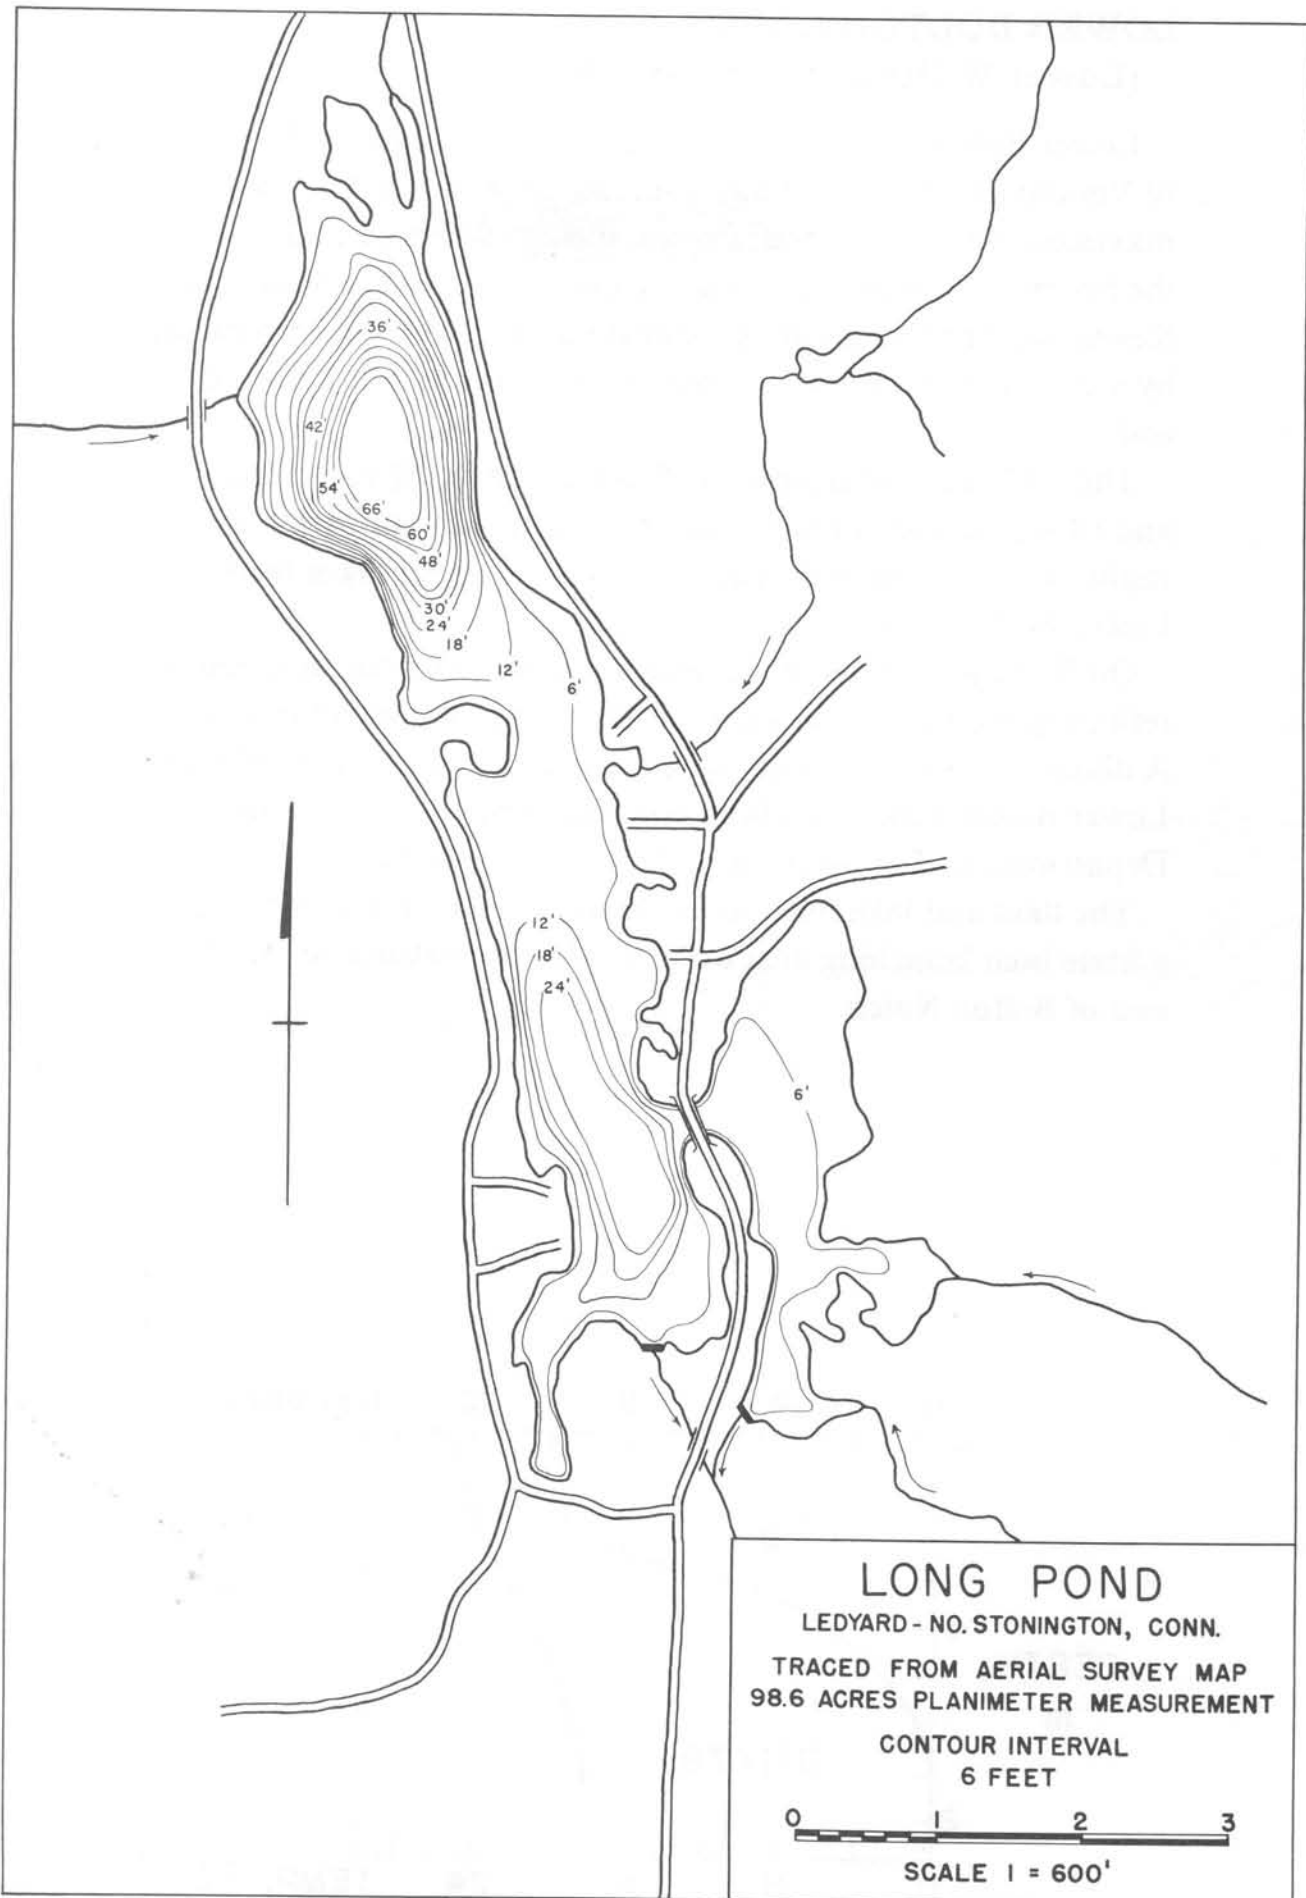 36'
42'
54'
66'
60'
48'
30'
24'
18'
12'
6'
12'
18'
24'
6'
LONG POND
LEDYARD - NO. STONINGTON, CONN.
TRACED FROM AERIAL SURVEY MAP
98.6 ACRES PLANIMETER MEASUREMENT
CONTOUR INTERVAL
6 FEET
0 1 2 3
SCALE 1 = 600'